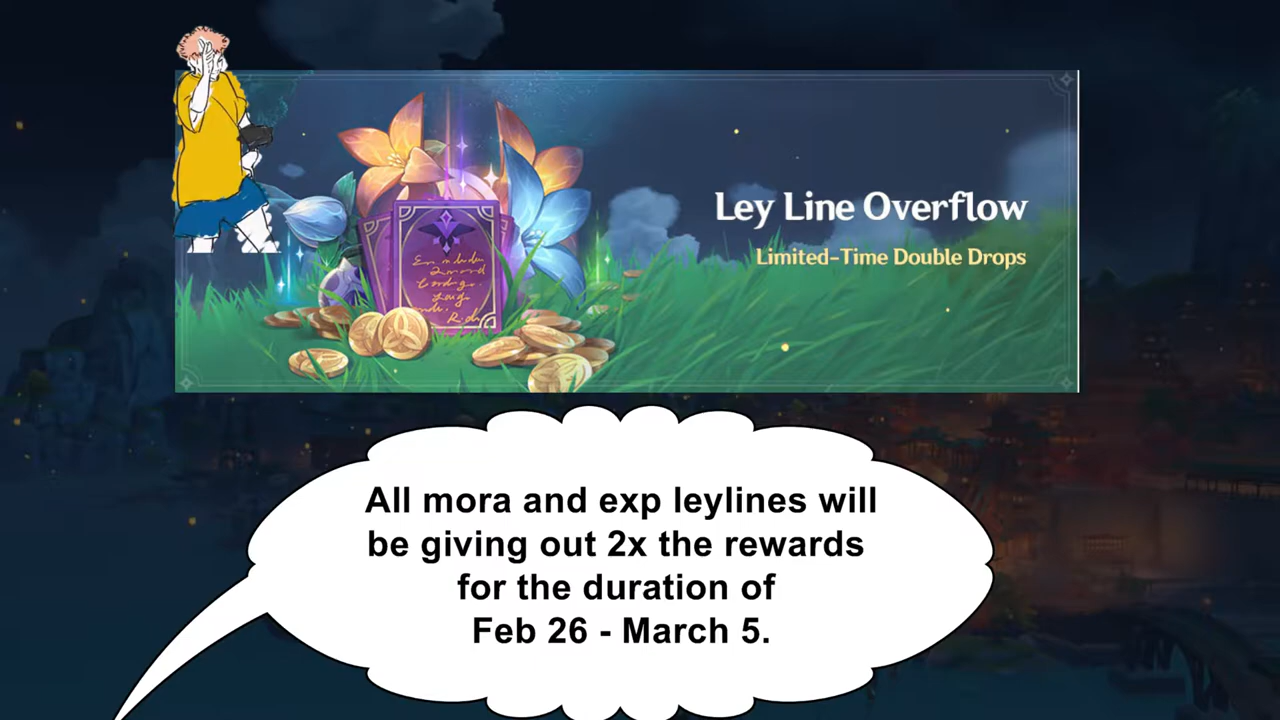 Ley Line Overflow
Limited-Time Double Drops
All mora and exp leylines will
be giving out 2x the rewards
for the duration of
Feb 26 - March 5.